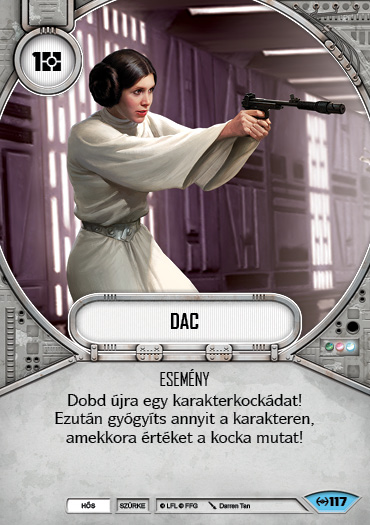 1
DAC
ESEMÉNY
Dobd újra egy karakterkockádat!
Ezután gyógyíts annyit a karakteren,
amekkora értéket a kocka mutat!
HŐS SZÜRKE © LFL © FFG Darren Tan 117